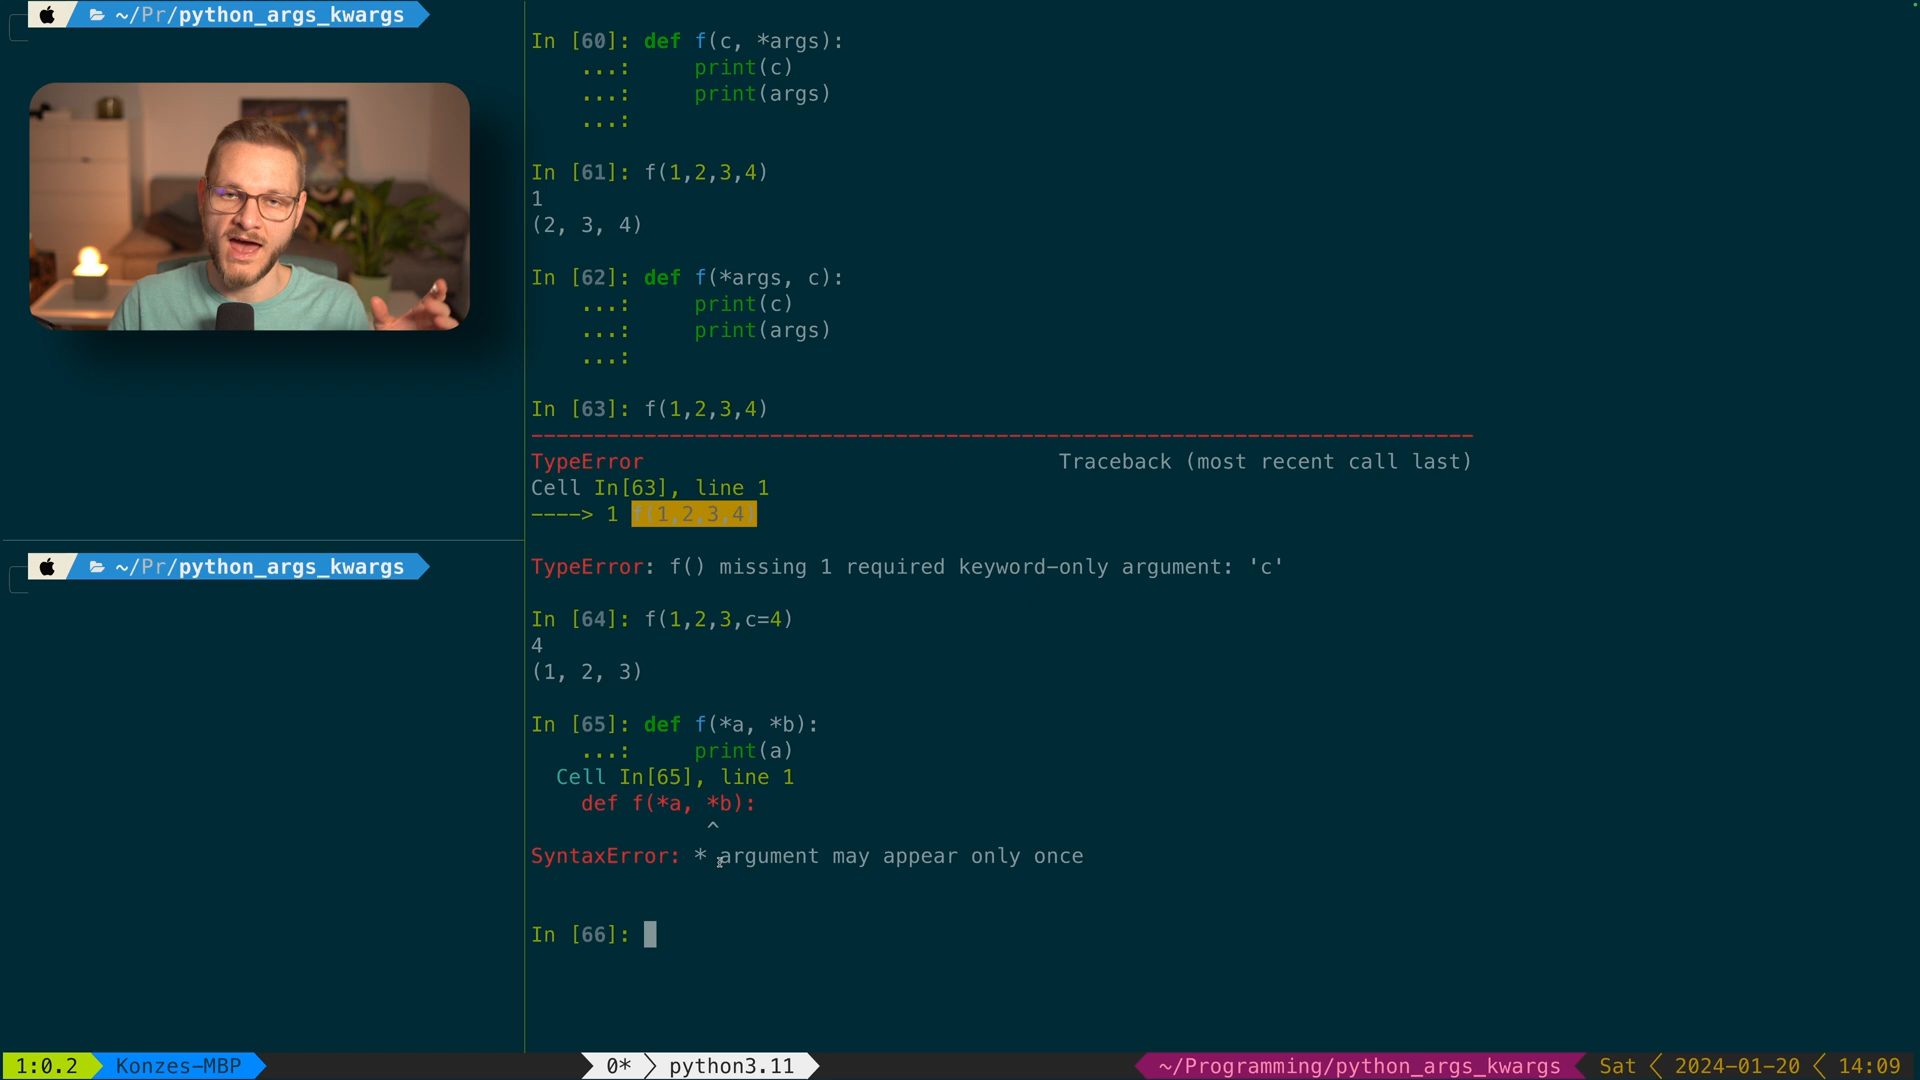 ~/Pr/python_args_kwargs
In [60]: def f(c, *args):
...: print(c)
...: print(args)
...:
In [61]: f(1,2,3,4)
1
(2, 3, 4)
In [62]: def f(*args, c):
...: print(c)
...: print(args)
...:
In [63]: f(1,2,3,4)
---------------------------------------------------------------------------
TypeError Traceback (most recent call last)
Cell In[63], line 1
----> 1 f(1,2,3,4)
TypeError: f() missing 1 required keyword-only argument: 'c'
In [64]: f(1,2,3,c=4)
4
(1, 2, 3)
In [65]: def f(*a, *b):
...: print(a)
Cell In[65], line 1
def f(*a, *b):
^
SyntaxError: * argument may appear only once
In [66]:
~/Pr/python_args_kwargs
1:0.2 Konzes-MBP 0* python3.11 ~/Programming/python_args_kwargs Sat 2024-01-20 14:09